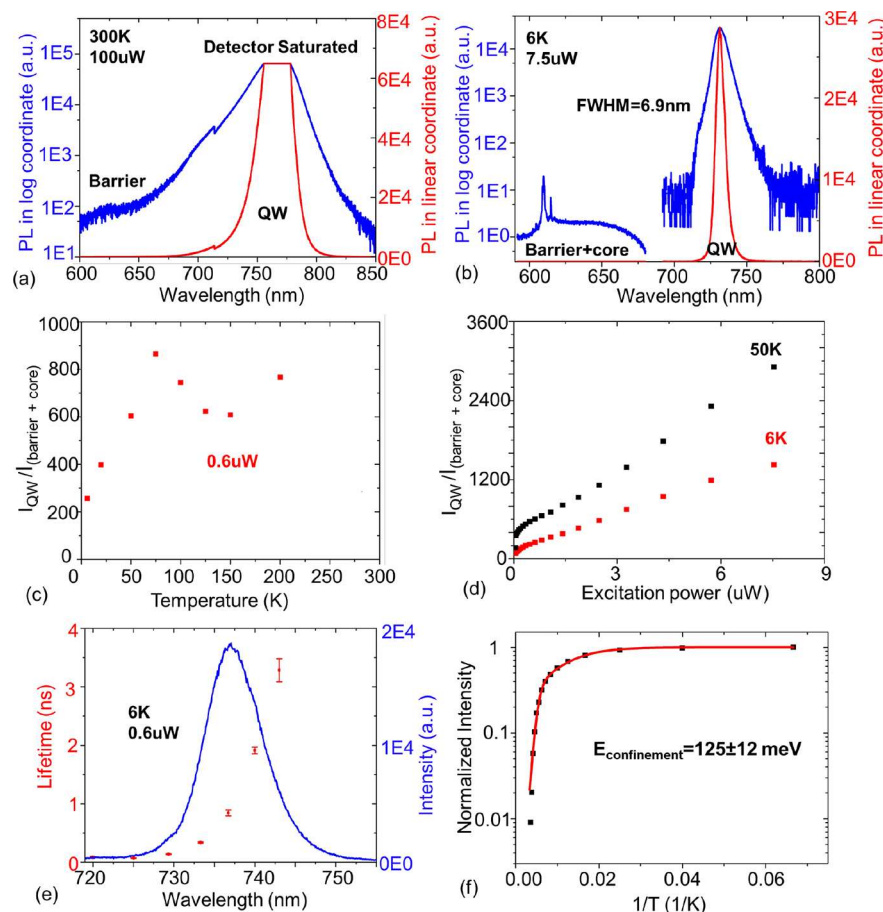 300K
100uW
Detector Saturated
Barrier
QW
PL in log coordinate (a.u.)
1E5
1E4
1E3
1E2
1E1
PL in linear coordinate (a.u.)
8E4
6E4
4E4
2E4
0E0
600 650 700 750 800 850
Wavelength (nm)
(a)
6K
7.5uW
FWHM=6.9nm
Barrier+core
QW
PL in log coordinate (a.u.)
1E4
1E3
1E2
1E1
1E0
PL in linear coordinate (a.u.)
3E4
2E4
1E4
0E0
600 650 700 750 800
Wavelength (nm)
(b)
I QW/I (barrier + core)
1000
800
600
400
200
0
0.6uW
0 50 100 150 200 250 300
Temperature (K)
(c)
I QW/I (barrier + core)
3600
2400
1200
0
50K
6K
0 3 6 9
Excitation power (uW)
(d)
Lifetime (ns)
4
3
2
1
0
6K
0.6uW
Intensity (a.u.)
2E4
1E4
0E0
720 730 740 750
Wavelength (nm)
(e)
Normalized Intensity
1
0.1
0.01
E confinement=125±12 meV
0.00 0.02 0.04 0.06
1/T (1/K)
(f)